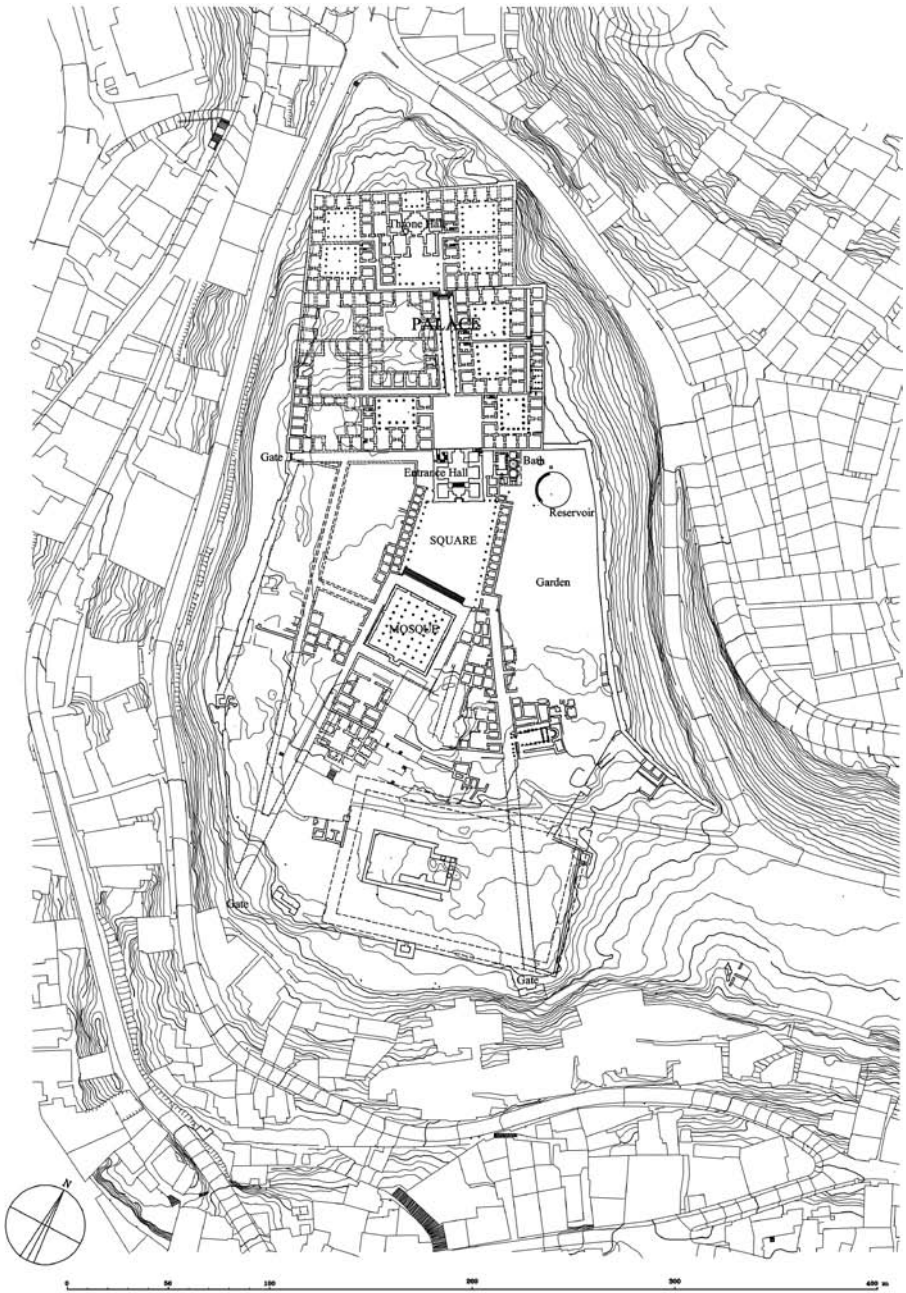 Throne Hall
PALACE
Gate
Entrance Hall
Bath
Reservoir
SQUARE
Garden
MOSQUE
Gate
Gate
N
0 50 100 200 300 400 m